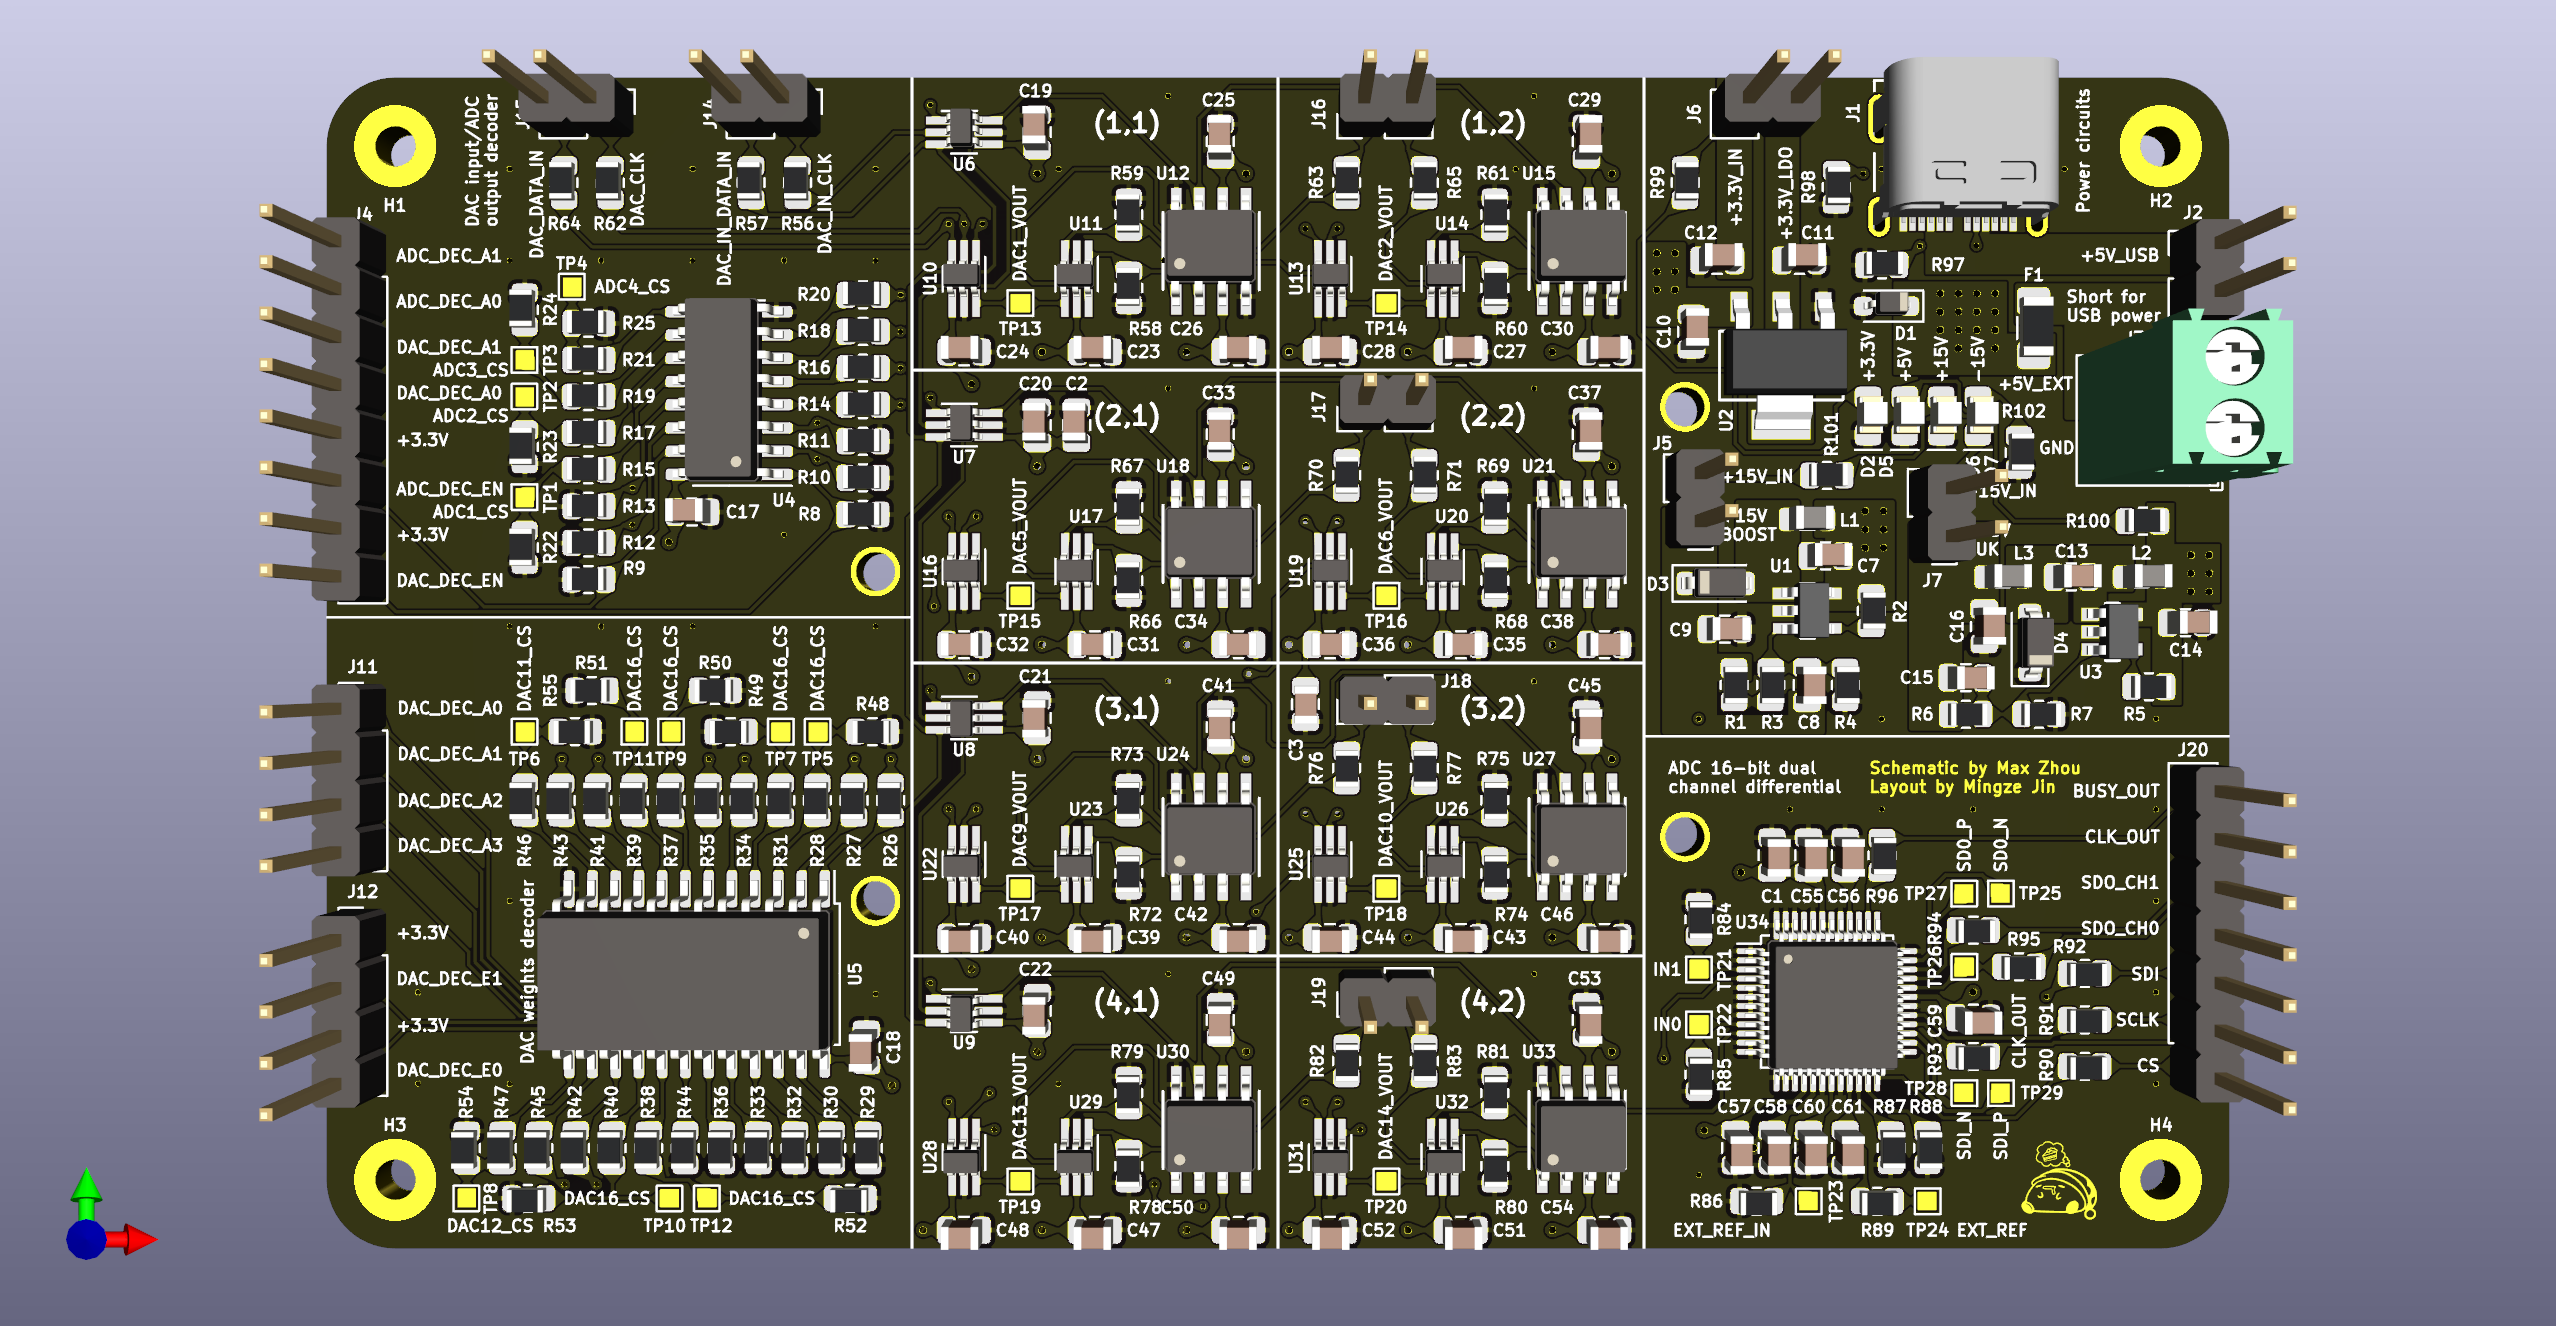 DAC input/ADC
output decoder
H1
J4
ADC_DEC_A1
ADC_DEC_A0
DAC_DEC_A1
ADC3_CS
DAC_DEC_A0
ADC2_CS
+3.3V
ADC_DEC_EN
ADC1_CS
+3.3V
DAC_DEC_EN
DAC_DATA_IN
DAC_CLK
R64
R62
DAC_IN_DATA_IN
DAC_IN_CLK
R57
R56
TP4
ADC4_CS
R24
TP3
TP2
R23
TP1
R22
R25
R21
R19
R17
R15
R13
R12
R9
C17
U4
R20
R18
R16
R14
R11
R10
R8
J11
DAC_DEC_A0
DAC_DEC_A1
DAC_DEC_A2
DAC_DEC_A3
J12
+3.3V
DAC_DEC_E1
+3.3V
DAC_DEC_E0
H3
DAC11_CS
R55
R51
DAC16_CS
DAC16_CS
R50
R49
DAC16_CS
DAC16_CS
R48
TP6
TP11
TP9
TP7
TP5
R46
R43
R41
R39
R37
R35
R34
R31
R28
R27
R26
DAC weights decoder
U5
C18
R54
R47
R45
R42
R40
R38
R44
R36
R33
R32
R30
R29
TP8
DAC12_CS
R53
DAC16_CS
TP10
TP12
DAC16_CS
R52
U6
C19
(1,1)
C25
R59
U12
U10
DAC1_VOUT
U11
TP13
R58
C26
C24
C23
J16
(1,2)
C29
R63
R65
R61
U15
U13
DAC2_VOUT
U14
TP14
R60
C30
C28
C27
U7
C20
C2
(2,1)
C33
R67
U18
U16
DAC5_VOUT
U17
TP15
R66
C34
C32
C31
J17
(2,2)
C37
R70
R71
R69
U21
U19
DAC6_VOUT
U20
TP16
R68
C38
C36
C35
U8
C21
(3,1)
C41
R73
U24
U22
DAC9_VOUT
U23
TP17
R72
C42
C40
C39
C3
J18
(3,2)
C45
R76
R77
R75
U27
U25
DAC10_VOUT
U26
TP18
R74
C46
C44
C43
U9
C22
(4,1)
C49
R79
U30
U28
DAC13_VOUT
U29
TP19
R78
C50
C48
C47
J19
(4,2)
C53
R82
R83
R81
U33
U31
DAC14_VOUT
U32
TP20
R80
C54
C52
C51
J6
J1
Power circuits
H2
R99
+3.3V_IN
+3.3V_LDO
R98
J2
C12
C11
R97
+5V_USB
F1
Short for
USB power
C10
D1
U2
+3.3V
+5V
+15V
-15V
+5V_EXT
R102
R101
GND
J5
+15V_IN
D2
D5
BOOST
L1
R100
J7
L3
C13
L2
U1
C7
D3
R2
C9
C16
D4
C14
U3
C15
R6
R7
R5
R1
R3
C8
R4
ADC 16-bit dual
channel differential
Schematic by Max Zhou
Layout by Mingze Jin
J20
BUSY_OUT
CLK_OUT
SDO_CH1
SDO_CH0
SDI
SCLK
CS
SDO_P
SDO_N
C1
C55
C56
R96
TP27
TP25
R84
U34
R94
TP26
R95
R92
IN1
TP21
IN0
TP22
R85
C59
CLK_OUT
R91
R93
R90
TP28
TP29
C57
C58
C60
C61
R87
R88
SDI_N
SDI_P
H4
R86
TP23
EXT_REF_IN
R89
TP24
EXT_REF